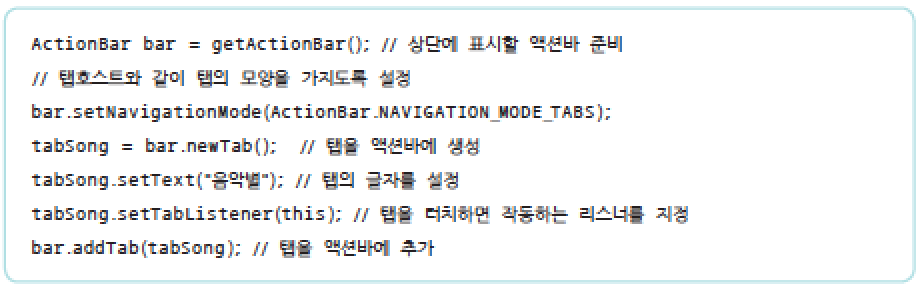 ActionBar bar = getActionBar(); // 상단에 표시할 액션바 준비
// 탭호스트와 같이 탭의 모양을 가지도록 설정
bar.setNavigationMode(ActionBar.NAVIGATION_MODE_TABS);
tabSong = bar.newTab();  // 탭을 액션바에 생성
tabSong.setText("음악별"); // 탭의 글자를 설정
tabSong.setTabListener(this); // 탭을 터치하면 작동하는 리스너를 지정
bar.addTab(tabSong); // 탭을 액션바에 추가